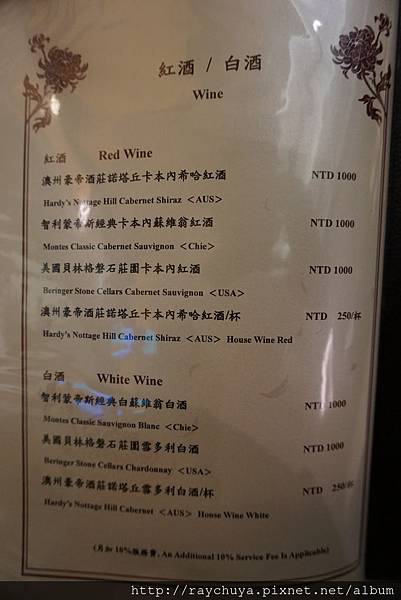 紅酒 / 白酒
Wine
紅酒 Red Wine
澳州豪帝酒莊諾塔丘卡本內希哈紅酒 NTD 1000
Hardy's Nottage Hill Cabernet Shiraz <AUS>
智利蒙帝斯經典卡本內蘇維翁紅酒 NTD 1000
Montes Classic Cabernet Sauvignon <Chie>
美國貝林格磐石莊園卡本內紅酒 NTD 1000
Beringer Stone Cellars Cabernet Sauvignon <USA>
澳州豪帝酒莊諾塔丘卡本內希哈紅酒/杯 NTD 250/杯
Hardy's Nottage Hill Cabernet Shiraz <AUS> House Wine Red
白酒 White Wine
智利蒙帝斯經典白蘇維翁白酒 NTD 1000
Montes Classic Sauvignon Blanc <Chie>
美國貝林格磐石莊園雪多利白酒 NTD 1000
Beringer Stone Cellars Chardonnay <USA>
澳州豪帝酒莊諾塔丘雪多利白酒/杯 NTD 250/杯
Hardy's Nottage Hill Cabernet <AUS> House Wine White
(另加 10%服務費, An Additional 10% Service Fee Is Applicable)
http://raychuya.pixnet.net/album